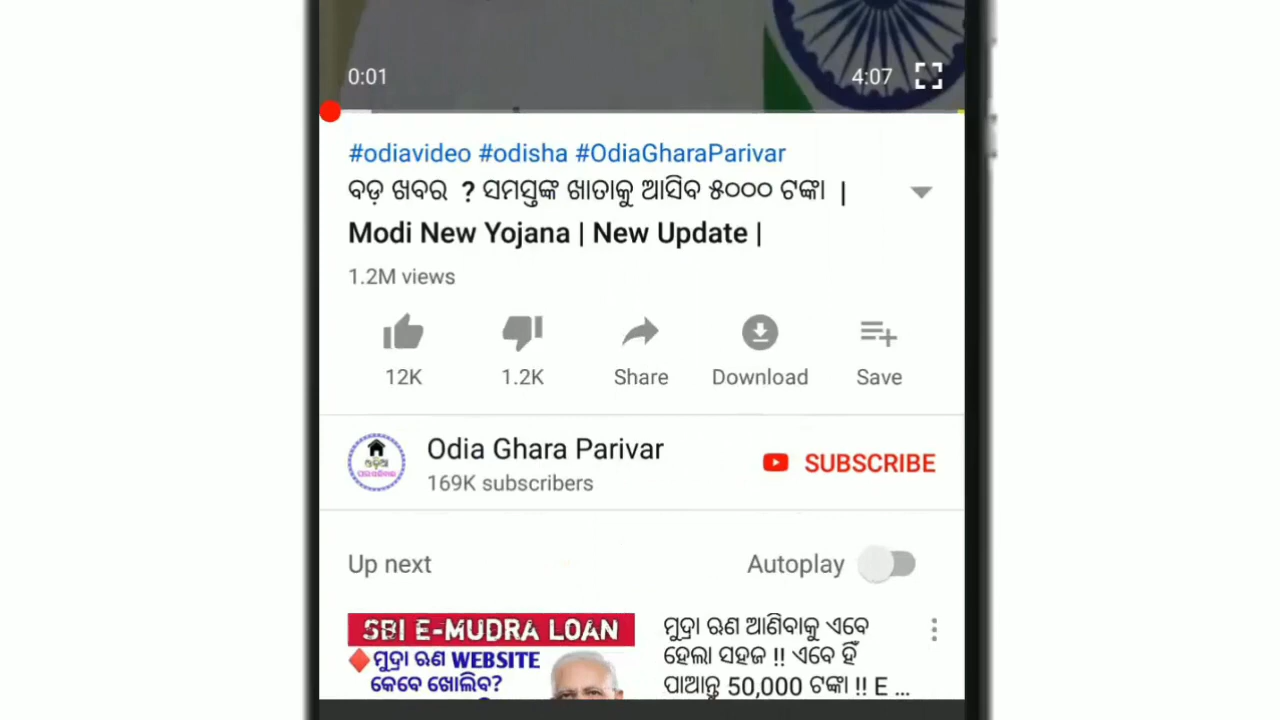 0:01
4:07
#odiavideo #odisha #OdiaGharaParivar
ବଡ଼ ଖବର ? ସମସ୍ତଙ୍କ ଖାତାକୁ ଆସିବ ୫୦୦୦ ଟଙ୍କା |
Modi New Yojana | New Update |
1.2M views
12K
1.2K
Share
Download
Save
Odia Ghara Parivar
169K subscribers
SUBSCRIBE
Up next
Autoplay
SBI E-MUDRA LOAN
ମୁଦ୍ରା ଋଣ WEBSITE
କେବେ ଖୋଲିବ?
ମୁଦ୍ରା ଋଣ ଆଣିବାକୁ ଏବେ
ହେଲା ସହଜ !! ଏବେ ହିଁ
ପାଆନ୍ତୁ 50,000 ଟଙ୍କା !! E ...